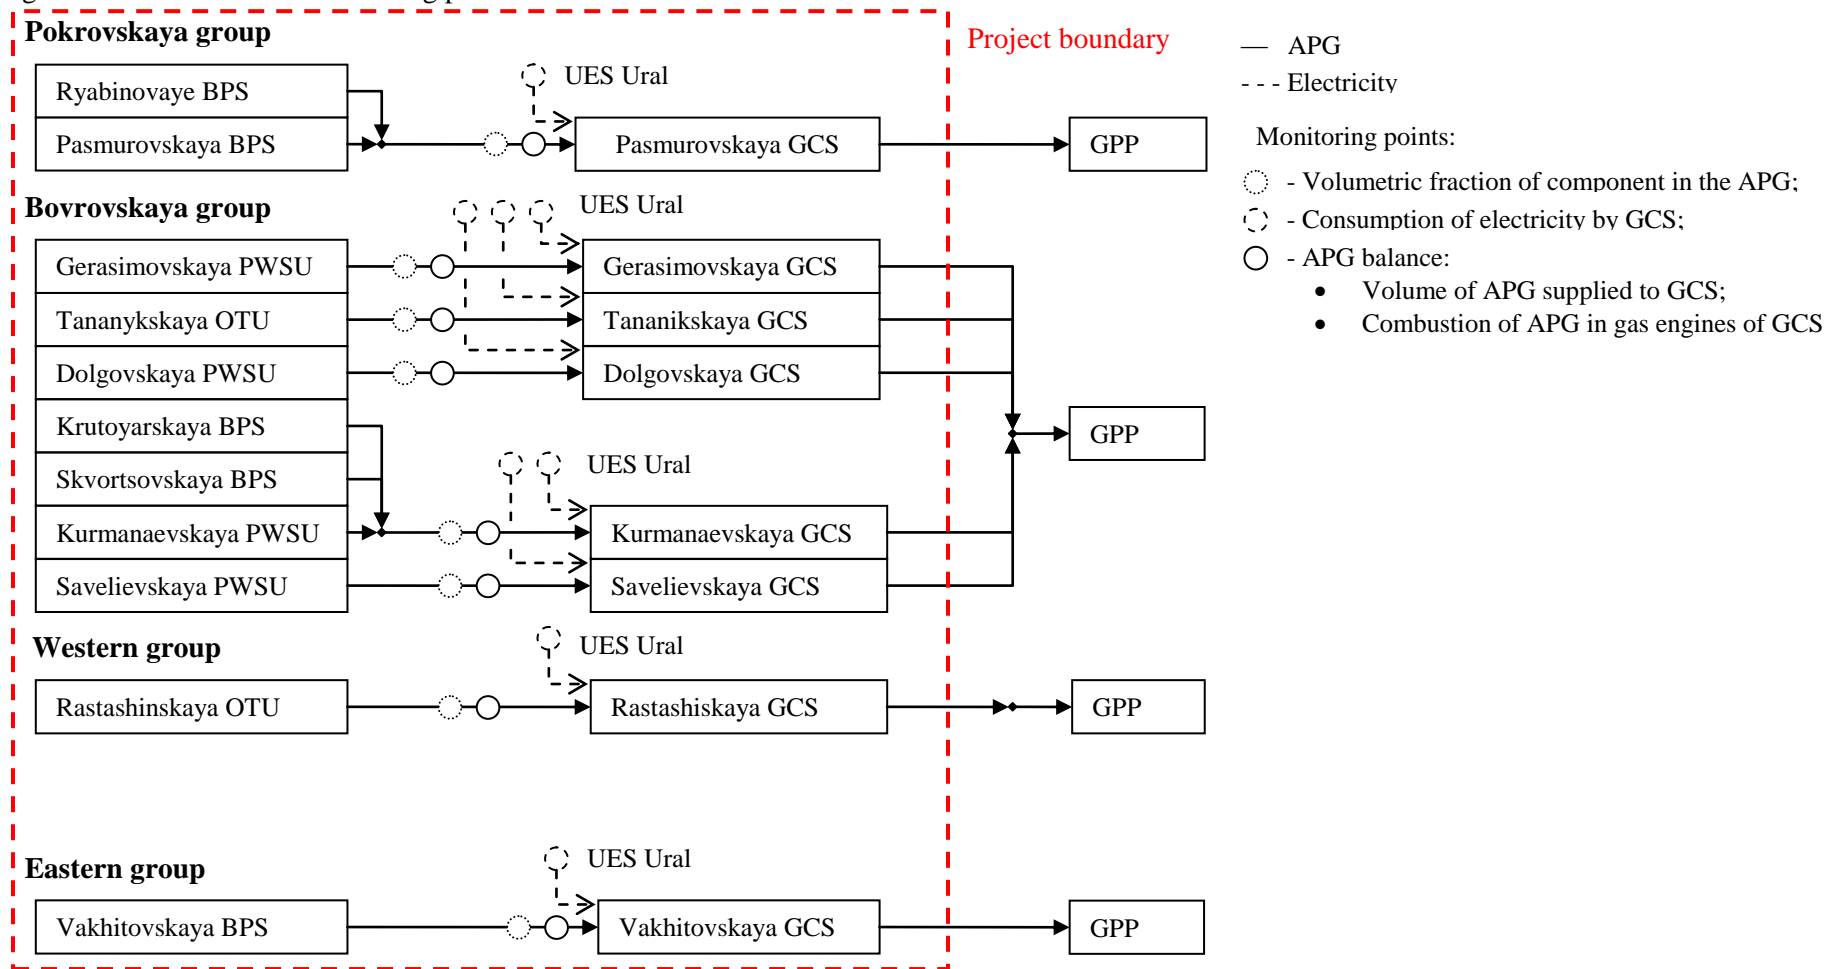 Pokrovskaya group
Project boundary
— APG
- - - Electricity
Ryabinovaye BPS
UES Ural
Pasmurovskaya BPS
Pasmurovskaya GCS
GPP
Monitoring points:
- Volumetric fraction of component in the APG;
- Consumption of electricity by GCS;
- APG balance:
• Volume of APG supplied to GCS;
• Combustion of APG in gas engines of GCS
Bovrovskaya group
UES Ural
Gerasimovskaya PWSU
Gerasimovskaya GCS
Tananykskaya OTU
Tananikskaya GCS
Dolgovskaya PWSU
Dolgovskaya GCS
Krutoyarskaya BPS
GPP
Skvortsovskaya BPS
UES Ural
Kurmanaevskaya PWSU
Kurmanaevskaya GCS
Savelievskaya PWSU
Savelievskaya GCS
Western group
UES Ural
Rastashinskaya OTU
Rastashiskaya GCS
GPP
Eastern group
UES Ural
Vakhitovskaya BPS
Vakhitovskaya GCS
GPP